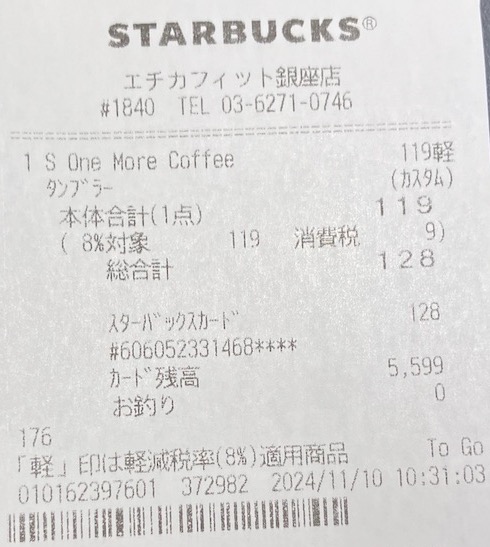 STARBUCKS®
エチカフィット銀座店
#1840 TEL 03-6271-0746
1 S One More Coffee 119軽
ﾀﾝﾌﾞﾗｰ (ｶｽﾀﾑ)
本体合計(1点) 119
( 8%対象 119 消費税 9)
総合計 128
ｽﾀｰﾊﾞｯｸｽｶｰﾄﾞ 128
#606052331468****
ｶｰﾄﾞ残高 5,599
お釣り 0
176
「軽」印は軽減税率(8%)適用商品 To Go
010162397601 372982 2024/11/10 10:31:03